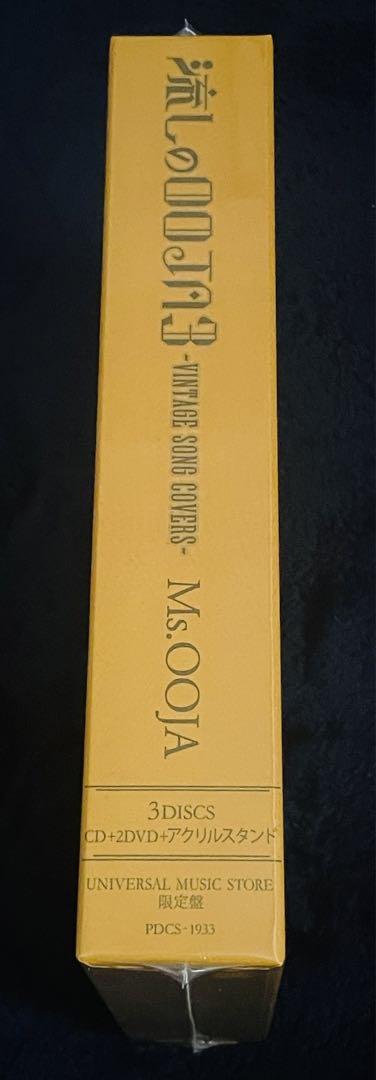 流しのOOJA3
-VINTAGE SONG COVERS-
Ms.OOJA
3DISCS
CD+2DVD+アクリルスタンド
UNIVERSAL MUSIC STORE
限定盤
PDCS-1933